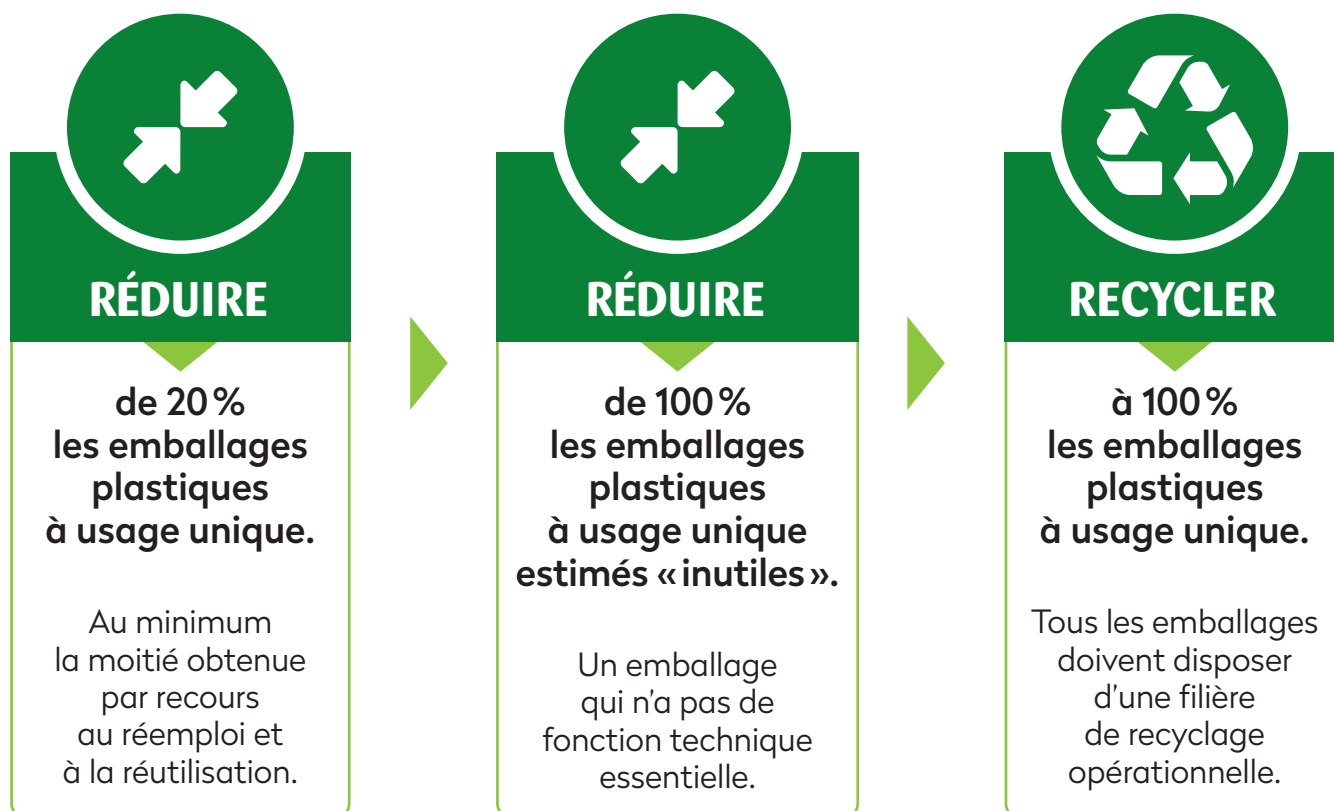 RÉDUIRE
de 20 %
les emballages
plastiques
à usage unique.
Au minimum
la moitié obtenue
par recours
au réemploi et
à la réutilisation.
RÉDUIRE
de 100 %
les emballages
plastiques
à usage unique
estimés « inutiles ».
Un emballage
qui n'a pas de
fonction technique
essentielle.
RECYCLER
à 100 %
les emballages
plastiques
à usage unique.
Tous les emballages
doivent disposer
d'une filière
de recyclage
opérationnelle.